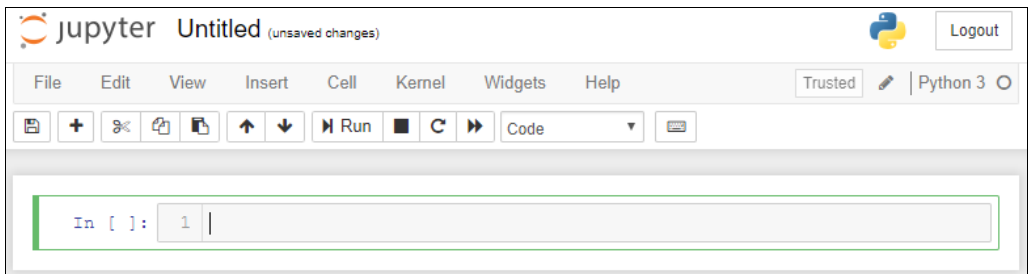 jupyter Untitled (unsaved changes) Logout
File Edit View Insert Cell Kernel Widgets Help Trusted Python 3
Run Code
In [ ]: 1